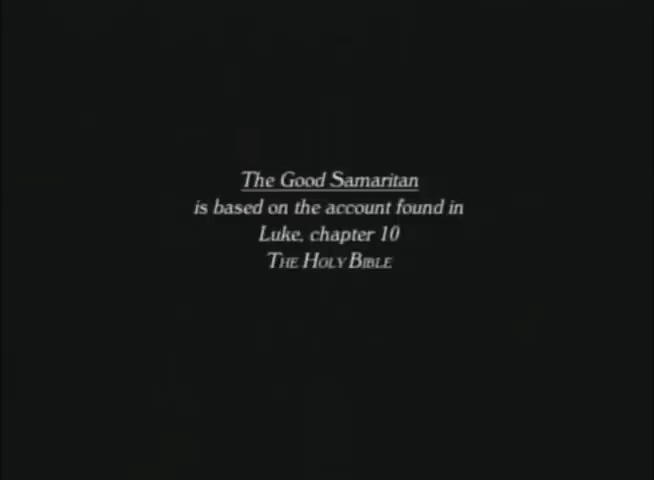 The Good Samaritan
is based on the account found in
Luke, chapter 10
THE HOLY BIBLE